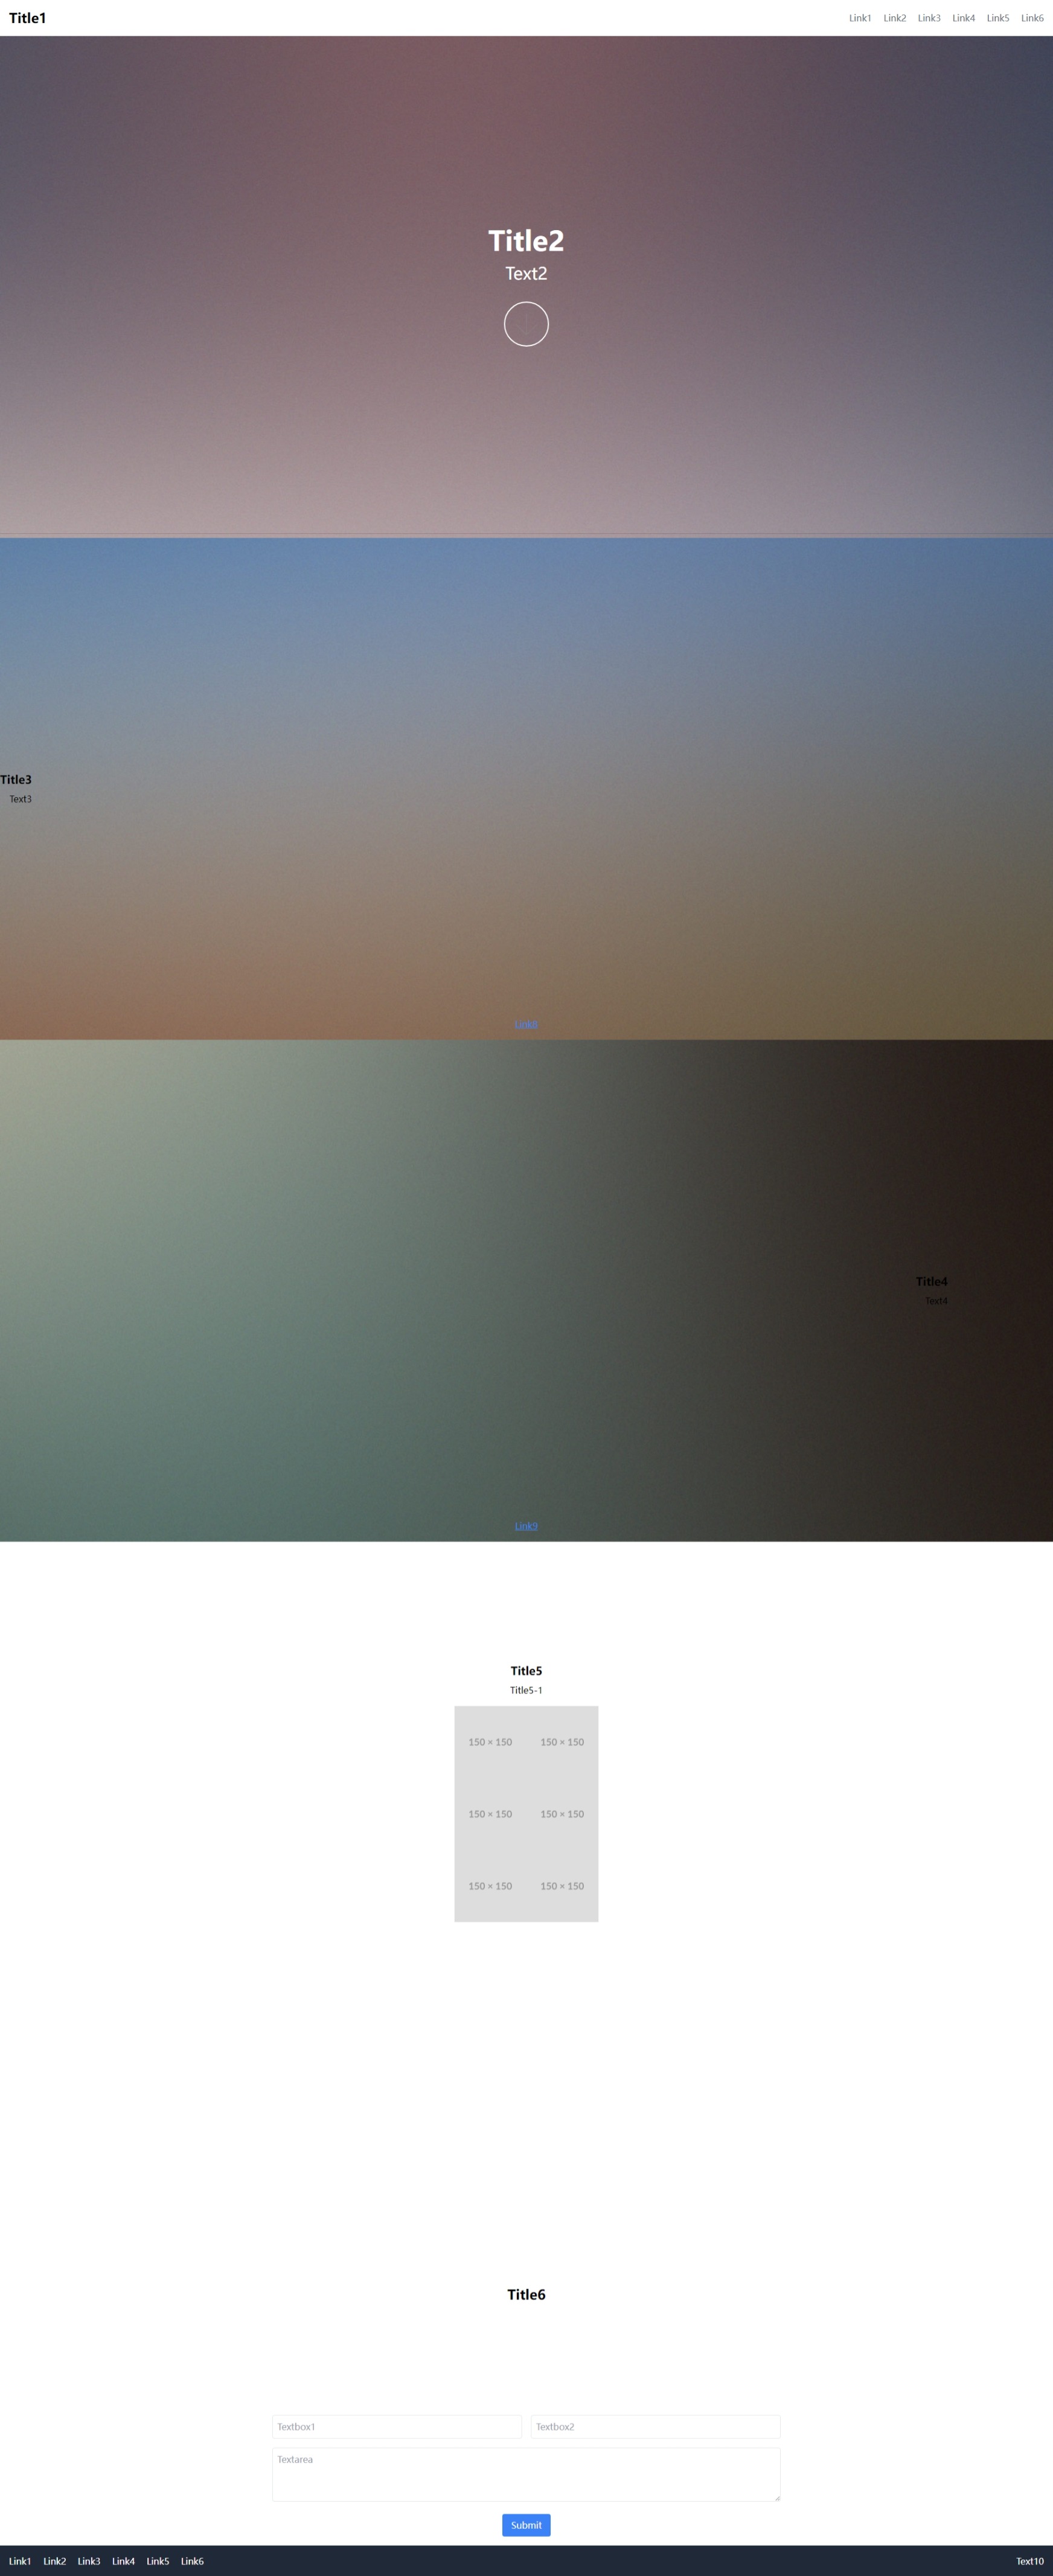 Title1 Link1 Link2 Link3 Link4 Link5 Link6
Title2
Text2
Title3
Text3
Link8
Title4
Text4
Link9
Title5
Title5-1
150 × 150 150 × 150
150 × 150 150 × 150
150 × 150 150 × 150
Title6
Textbox1 Textbox2
Textarea
Submit
Link1 Link2 Link3 Link4 Link5 Link6 Text10